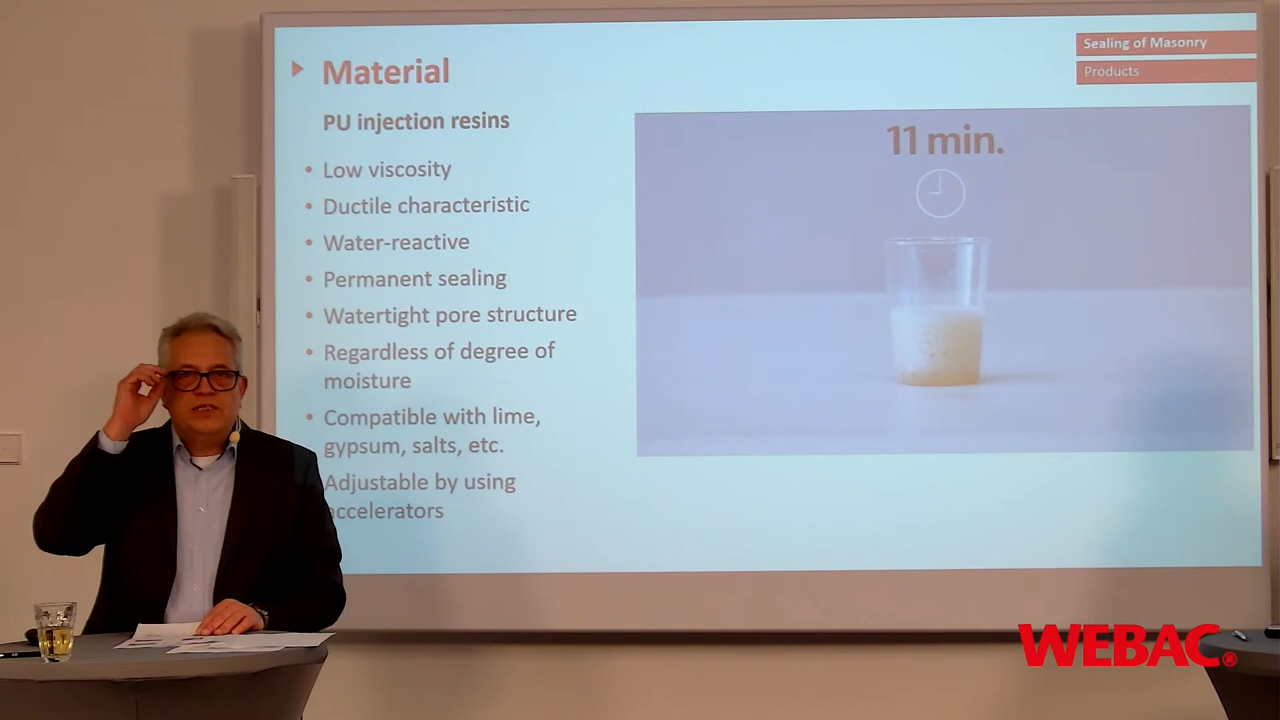 Material
PU injection resins
• Low viscosity
• Ductile characteristic
• Water-reactive
• Permanent sealing
• Watertight pore structure
• Regardless of degree of
moisture
• Compatible with lime,
gypsum, salts, etc.
Adjustable by using
accelerators
Sealing of Masonry
Products
11 min.
WEBAC®